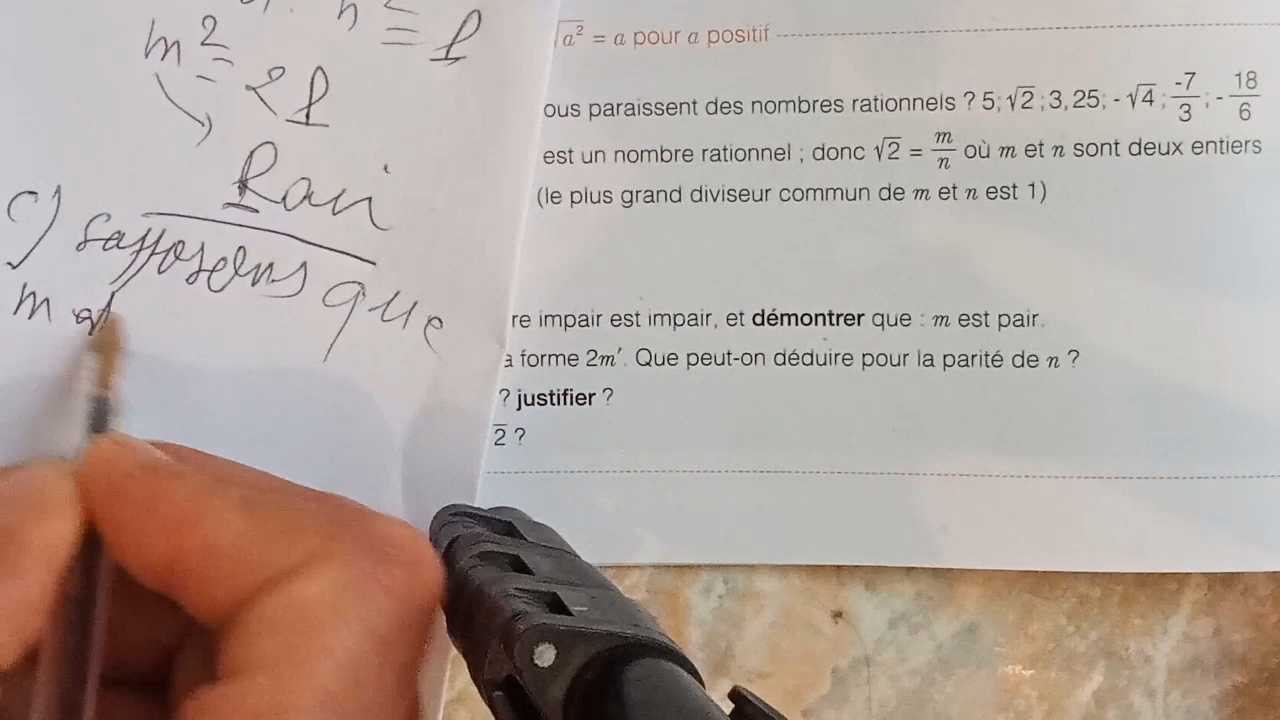 n² = l
m² = 2l
c) Supposons que
m
√a² = a pour a positif
ous paraissent des nombres rationnels ? 5; √2 ; 3, 25; - √4 ; -7/3 ; - 18/6
est un nombre rationnel ; donc √2 = m/n où m et n sont deux entiers
(le plus grand diviseur commun de m et n est 1)
re impair est impair, et démontrer que : m est pair.
a forme 2m′. Que peut-on déduire pour la parité de n ?
? justifier ?
2 ?